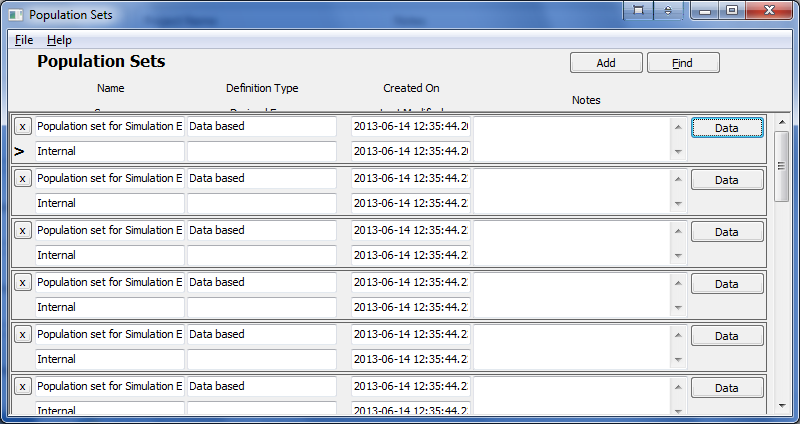 Population Sets
File Help
Population Sets Add Find
Name Definition Type Created On
Notes
x Population set for Simulation E Data based 2013-06-14 12:35:44.20 Data
> Internal 2013-06-14 12:35:44.20
x Population set for Simulation E Data based 2013-06-14 12:35:44.2 Data
Internal 2013-06-14 12:35:44.2
x Population set for Simulation E Data based 2013-06-14 12:35:44.2 Data
Internal 2013-06-14 12:35:44.2
x Population set for Simulation E Data based 2013-06-14 12:35:44.2 Data
Internal 2013-06-14 12:35:44.2
x Population set for Simulation E Data based 2013-06-14 12:35:44.2 Data
Internal 2013-06-14 12:35:44.2
x Population set for Simulation E Data based 2013-06-14 12:35:44.2 Data
Internal 2013-06-14 12:35:44.2